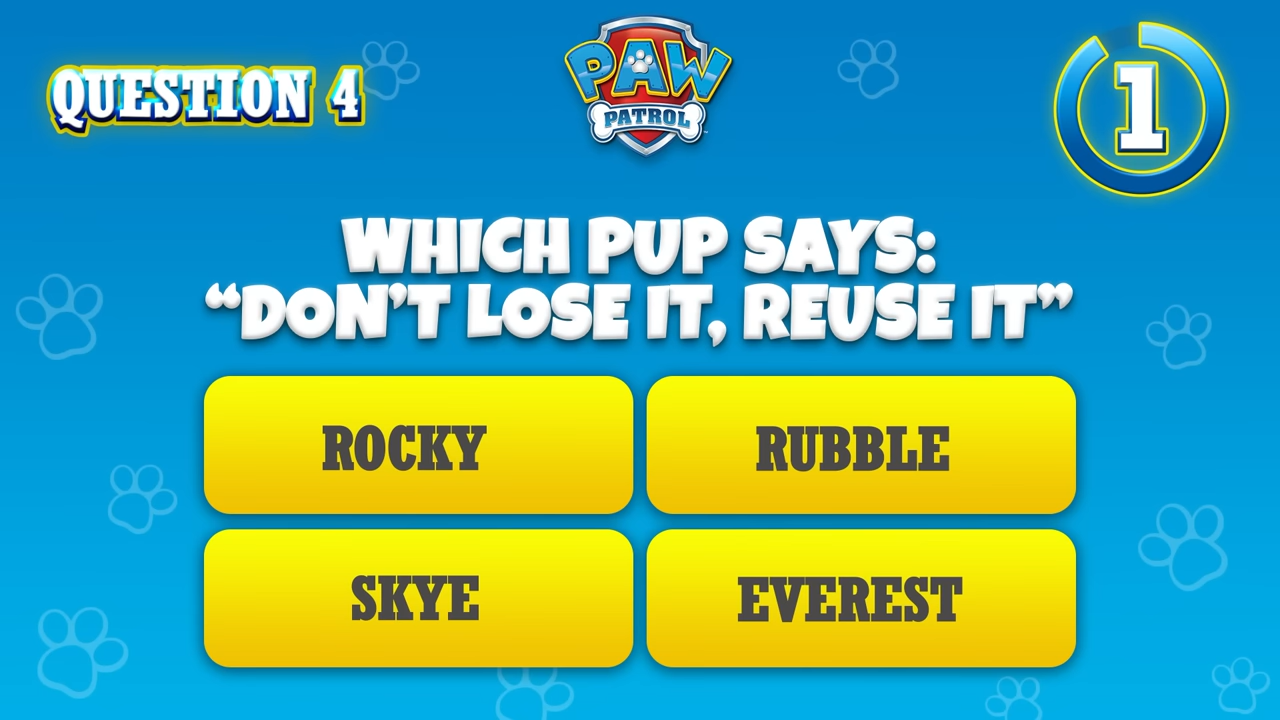 QUESTION 4
PAW
PATROL
1
WHICH PUP SAYS:
“DON’T LOSE IT, REUSE IT”
ROCKY
RUBBLE
SKYE
EVEREST